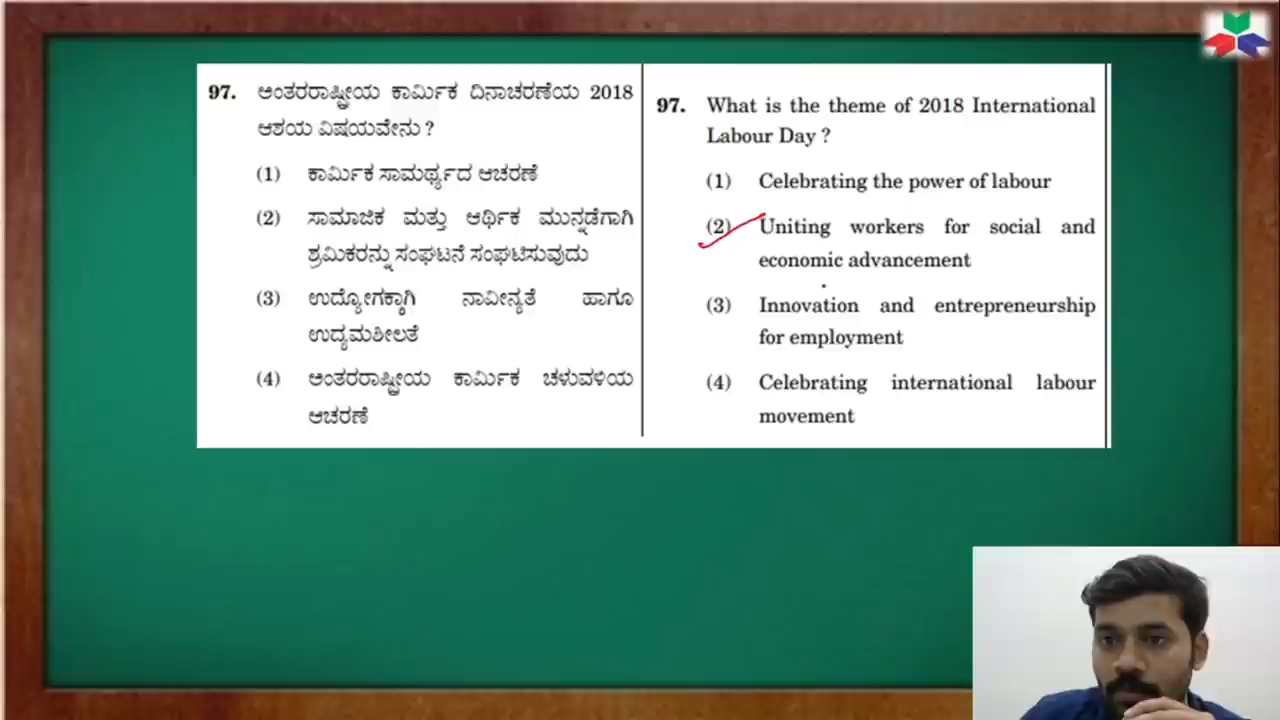 97. ಅಂತರರಾಷ್ಟ್ರೀಯ ಕಾರ್ಮಿಕ ದಿನಾಚರಣೆಯ 2018
ಆಶಯ ವಿಷಯವೇನು ?
(1) ಕಾರ್ಮಿಕ ಸಾಮರ್ಥ್ಯದ ಆಚರಣೆ
(2) ಸಾಮಾಜಿಕ ಮತ್ತು ಆರ್ಥಿಕ ಮುನ್ನಡೆಗಾಗಿ
ಶ್ರಮಿಕರನ್ನು ಸಂಘಟನೆ ಸಂಘಟಿಸುವುದು
(3) ಉದ್ಯೋಗಕ್ಕಾಗಿ ನಾವೀನ್ಯತೆ ಹಾಗೂ
ಉದ್ಯಮಶೀಲತೆ
(4) ಅಂತರರಾಷ್ಟ್ರೀಯ ಕಾರ್ಮಿಕ ಚಳುವಳಿಯ
ಆಚರಣೆ
97. What is the theme of 2018 International
Labour Day ?
(1) Celebrating the power of labour
(2) Uniting workers for social and
economic advancement
(3) Innovation and entrepreneurship
for employment
(4) Celebrating international labour
movement